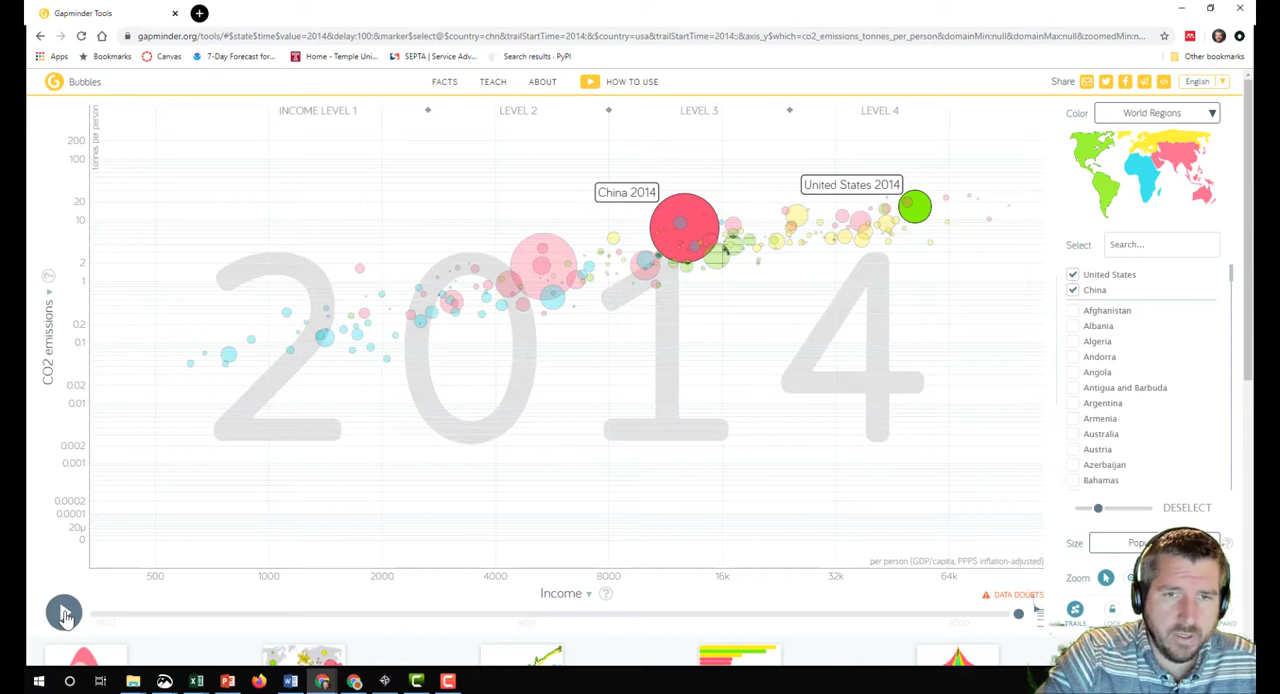 Gapminder Tools
gapminder.org/tools/#$state$time$value=2014&delay:100;&marker$select@$country=chn&trailStartTime=2014;&$country=usa&trailStartTime=2014;;&axis_y$which=co2_emissions_tonnes_per_person&domainMin:null&domainMax:null&zoomedMin:n...
Apps
Bookmarks
Canvas
7-Day Forecast for...
Home - Temple Uni...
SEPTA | Service Adv...
Search results · PyPI
Other bookmarks
Bubbles
FACTS
TEACH
ABOUT
HOW TO USE
Share
English
INCOME LEVEL 1
LEVEL 2
LEVEL 3
LEVEL 4
Color
World Regions
tonnes per person
200
100
20
10
2
1
0.2
0.1
0.02
0.01
0.002
0.001
0.0002
0.0001
20µ
0
CO2 emissions
China 2014
United States 2014
2014
Select
Search...
United States
China
Afghanistan
Albania
Algeria
Andorra
Angola
Antigua and Barbuda
Argentina
Armenia
Australia
Austria
Azerbaijan
Bahamas
DESELECT
Size
Zoom
TRAILS
LOCK
per person (GDP/capita, PPP$ inflation-adjusted)
500
1000
2000
4000
8000
16k
32k
64k
Income
?
DATA DOUBTS